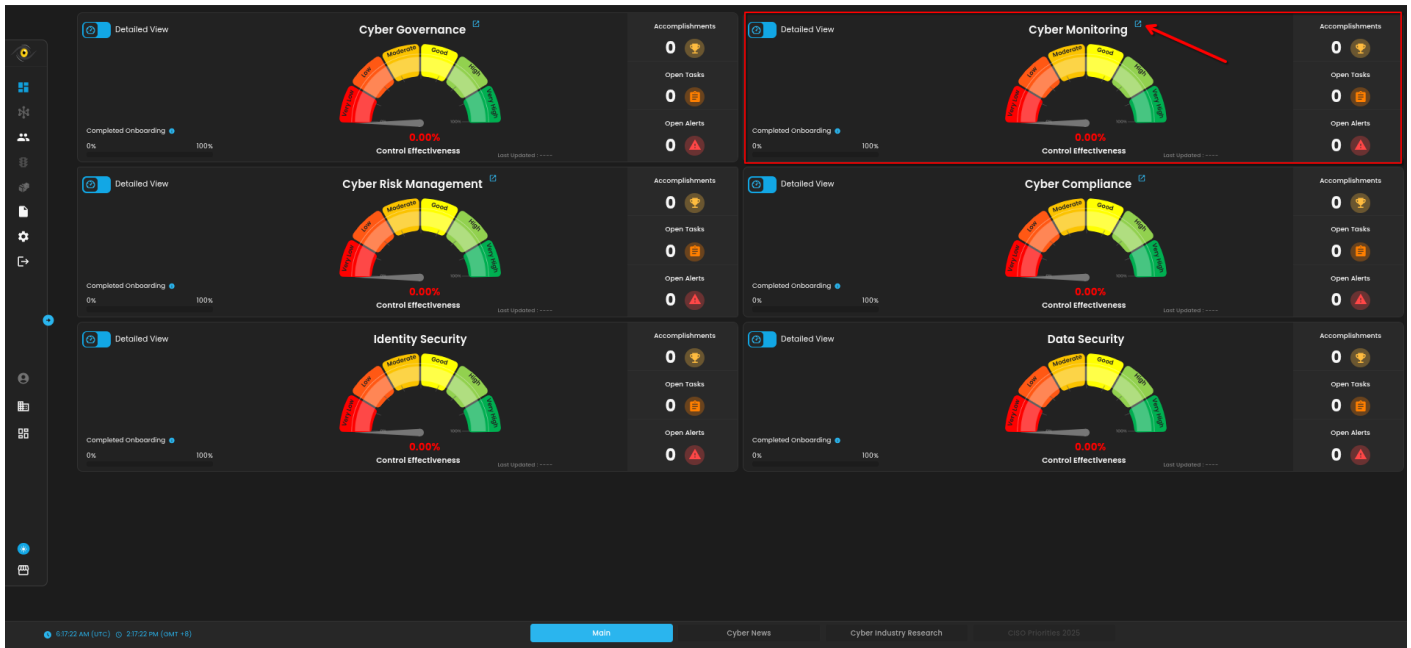 Detailed View
Cyber Governance
Accomplishments
0
Very Low
Low
Moderate
Good
High
Very High
Open Tasks
0
Completed Onboarding
0%
100%
0.00%
Control Effectiveness
Last Updated : ----
Open Alerts
0
Detailed View
Cyber Monitoring
Accomplishments
0
Very Low
Low
Moderate
Good
High
Very High
Open Tasks
0
Completed Onboarding
0%
100%
0.00%
Control Effectiveness
Last Updated : ----
Open Alerts
0
Detailed View
Cyber Risk Management
Accomplishments
0
Very Low
Low
Moderate
Good
High
Very High
Open Tasks
0
Completed Onboarding
0%
100%
0.00%
Control Effectiveness
Last Updated : ----
Open Alerts
0
Detailed View
Cyber Compliance
Accomplishments
0
Very Low
Low
Moderate
Good
High
Very High
Open Tasks
0
Completed Onboarding
0%
100%
0.00%
Control Effectiveness
Last Updated : ----
Open Alerts
0
Detailed View
Identity Security
Accomplishments
0
Very Low
Low
Moderate
Good
High
Very High
Open Tasks
0
Completed Onboarding
0%
100%
0.00%
Control Effectiveness
Last Updated : ----
Open Alerts
0
Detailed View
Data Security
Accomplishments
0
Very Low
Low
Moderate
Good
High
Very High
Open Tasks
0
Completed Onboarding
0%
100%
0.00%
Control Effectiveness
Last Updated : ----
Open Alerts
0
6:17:22 AM (UTC) 2:17:22 PM (GMT +8)
Main
Cyber News
Cyber Industry Research
CISO Priorities 2025